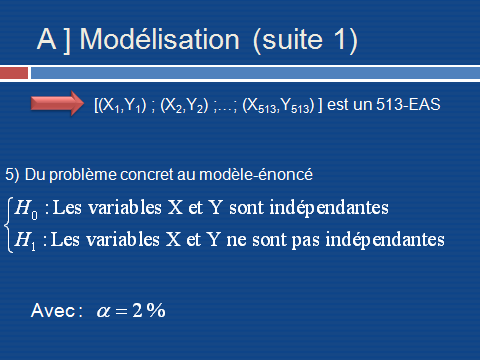 A ] Modélisation (suite 1)
[(X₁,Y₁) ; (X₂,Y₂) ;…; (X₅₁₃,Y₅₁₃) ] est un 513-EAS
5) Du problème concret au modèle-énoncé
H₀ : Les variables X et Y sont indépendantes
H₁ : Les variables X et Y ne sont pas indépendantes
Avec : α = 2 %